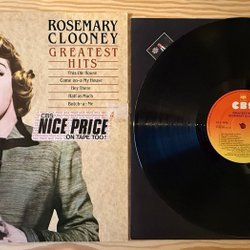 ROSEMARY
CLOONEY
GREATEST
HITS
This Ole House
Come on-a My House
Hey There
Half as Much
Botch-a-Me
CBS
NICE PRICE
ON TAPE TOO!
CBS